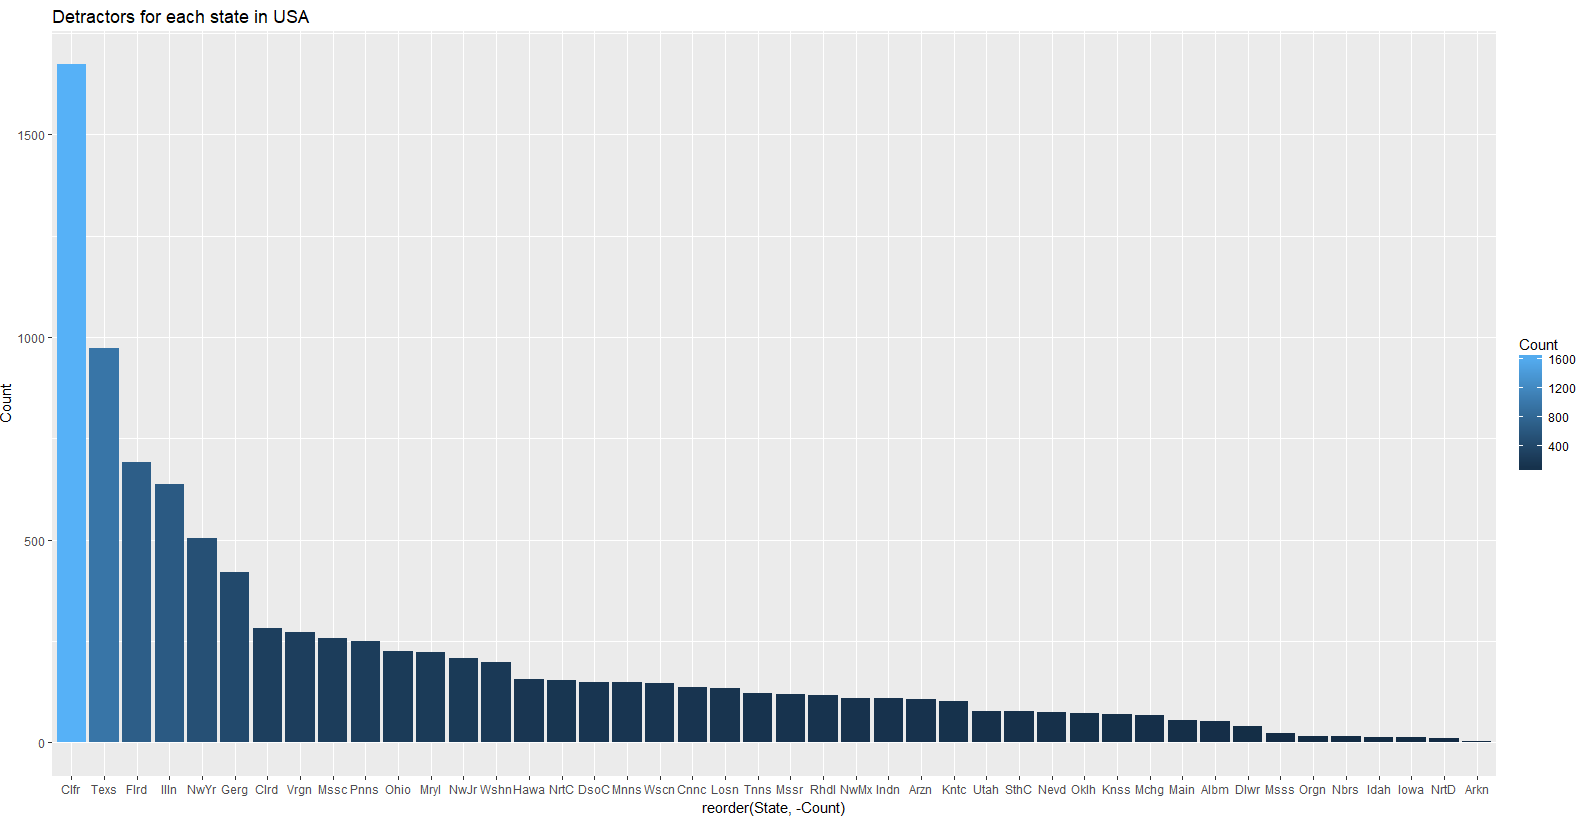 Detractors for each state in USA
Count
1500
1000
500
0
Clfr Texs Flrd Illn NwYr Gerg Clrd Vrgn Mssc Pnns Ohio Mryl NwJr Wshn Hawa NrtC DsoC Mnns Wscn Cnnc Losn Tnns Mssr Rhdl NwMx Indn Arzn Kntc Utah SthC Nevd Oklh Knss Mchg Main Albm Dlwr Msss Orgn Nbrs Idah Iowa NrtD Arkn
reorder(State, -Count)
Count
1600
1200
800
400